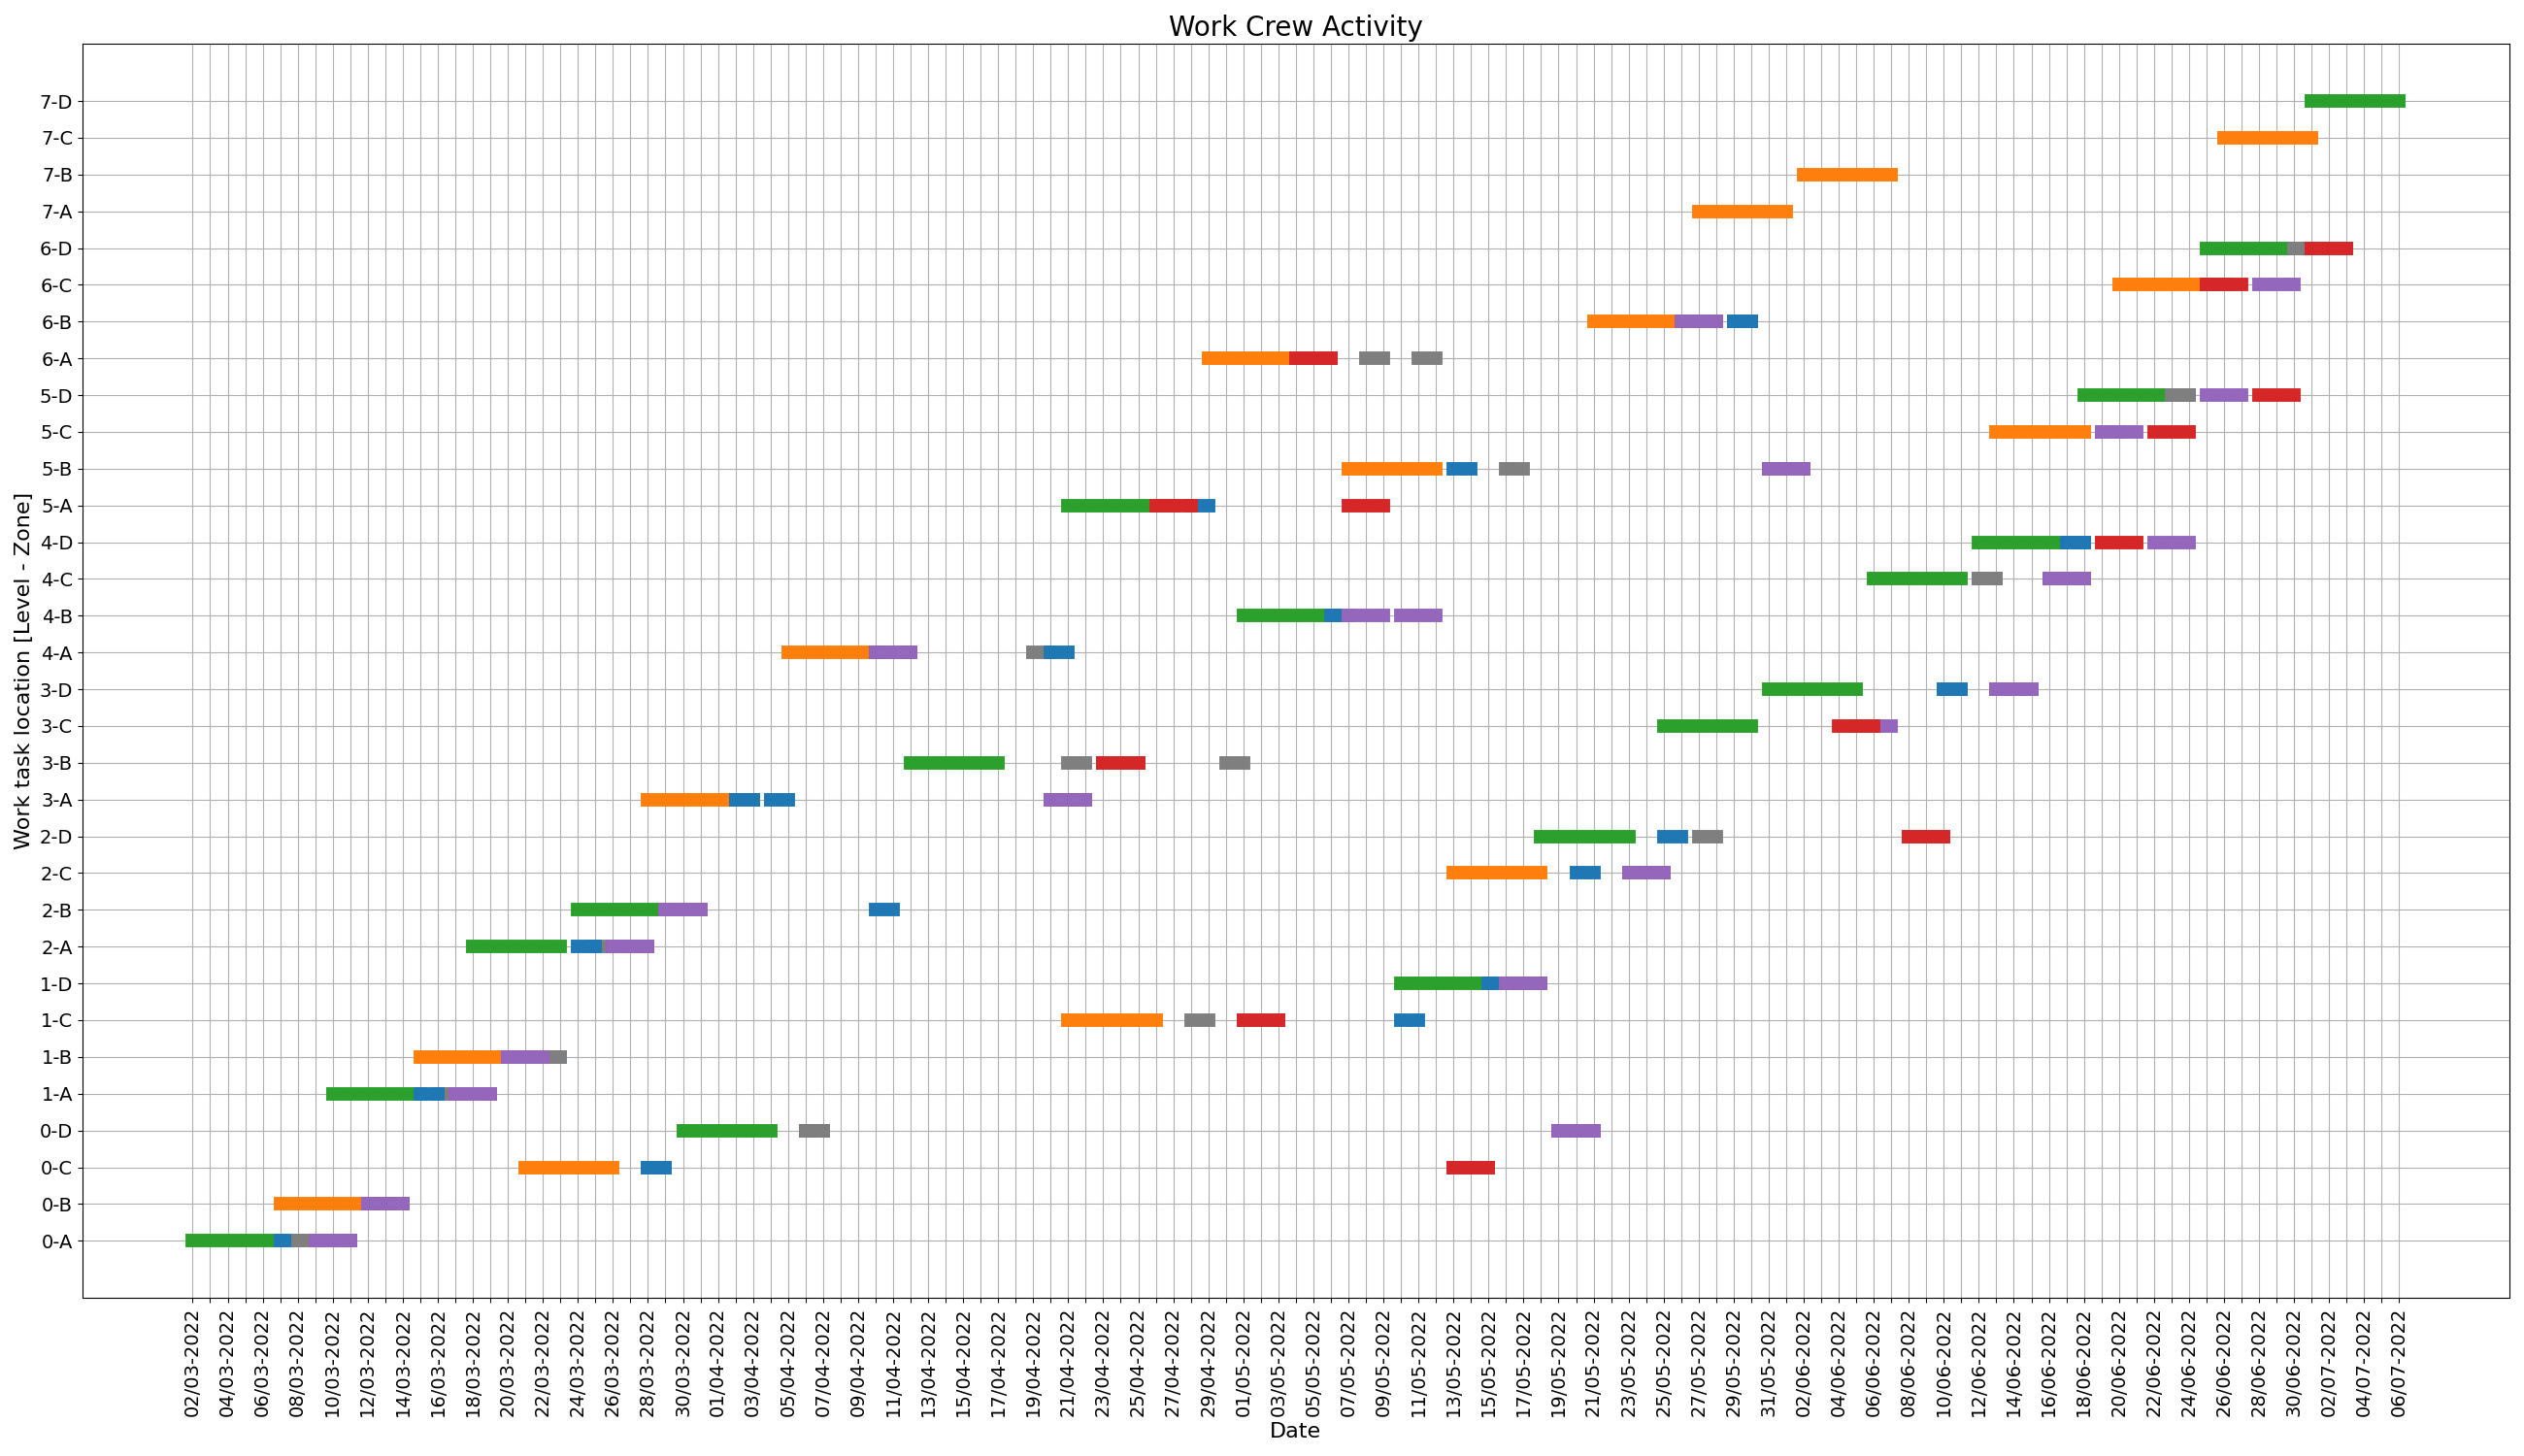 Work Crew Activity
Work task location [Level - Zone]
7-D
7-C
7-B
7-A
6-D
6-C
6-B
6-A
5-D
5-C
5-B
5-A
4-D
4-C
4-B
4-A
3-D
3-C
3-B
3-A
2-D
2-C
2-B
2-A
1-D
1-C
1-B
1-A
0-D
0-C
0-B
0-A
02/03-2022
04/03-2022
06/03-2022
08/03-2022
10/03-2022
12/03-2022
14/03-2022
16/03-2022
18/03-2022
20/03-2022
22/03-2022
24/03-2022
26/03-2022
28/03-2022
30/03-2022
01/04-2022
03/04-2022
05/04-2022
07/04-2022
09/04-2022
11/04-2022
13/04-2022
15/04-2022
17/04-2022
19/04-2022
21/04-2022
23/04-2022
25/04-2022
27/04-2022
29/04-2022
01/05-2022
03/05-2022
05/05-2022
07/05-2022
09/05-2022
11/05-2022
13/05-2022
15/05-2022
17/05-2022
19/05-2022
21/05-2022
23/05-2022
25/05-2022
27/05-2022
29/05-2022
31/05-2022
02/06-2022
04/06-2022
06/06-2022
08/06-2022
10/06-2022
12/06-2022
14/06-2022
16/06-2022
18/06-2022
20/06-2022
22/06-2022
24/06-2022
26/06-2022
28/06-2022
30/06-2022
02/07-2022
04/07-2022
06/07-2022
Date